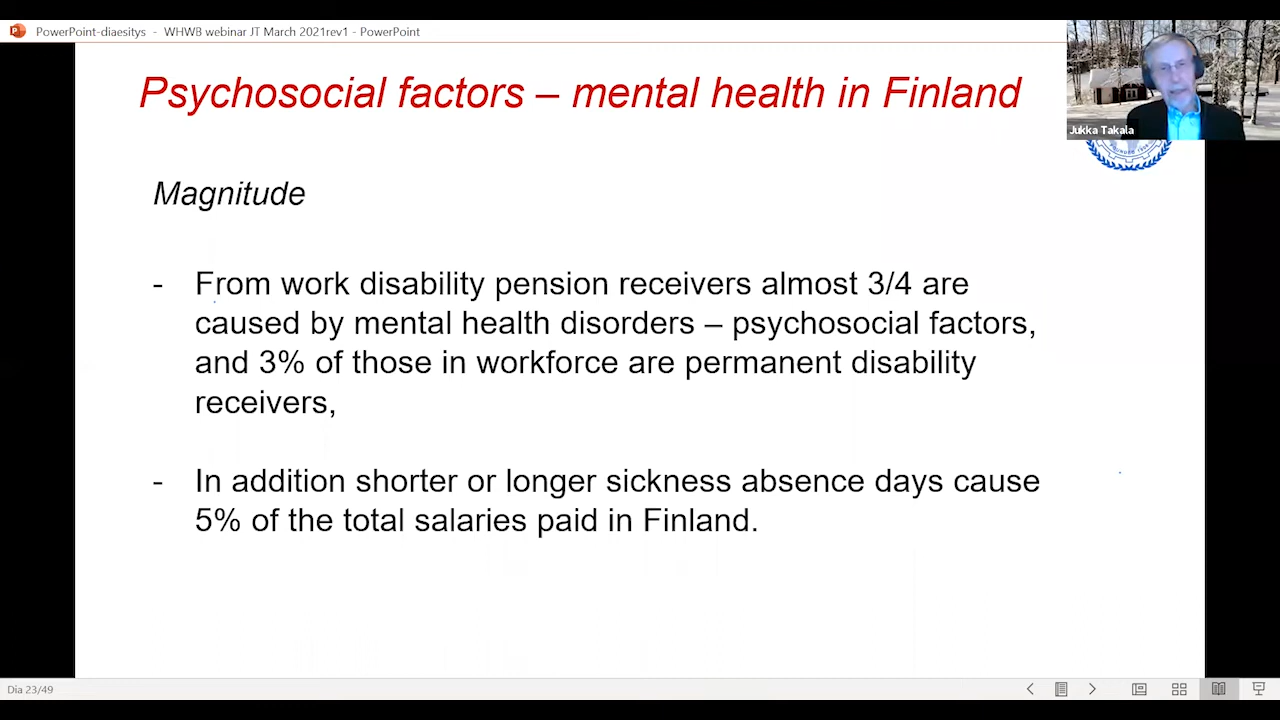 PowerPoint-diaesitys - WHWB webinar JT March 2021rev1 - PowerPoint
Psychosocial factors – mental health in Finland
Jukka Takala
Magnitude
- From work disability pension receivers almost 3/4 are
caused by mental health disorders – psychosocial factors,
and 3% of those in workforce are permanent disability
receivers,
- In addition shorter or longer sickness absence days cause
5% of the total salaries paid in Finland.
Dia 23/49